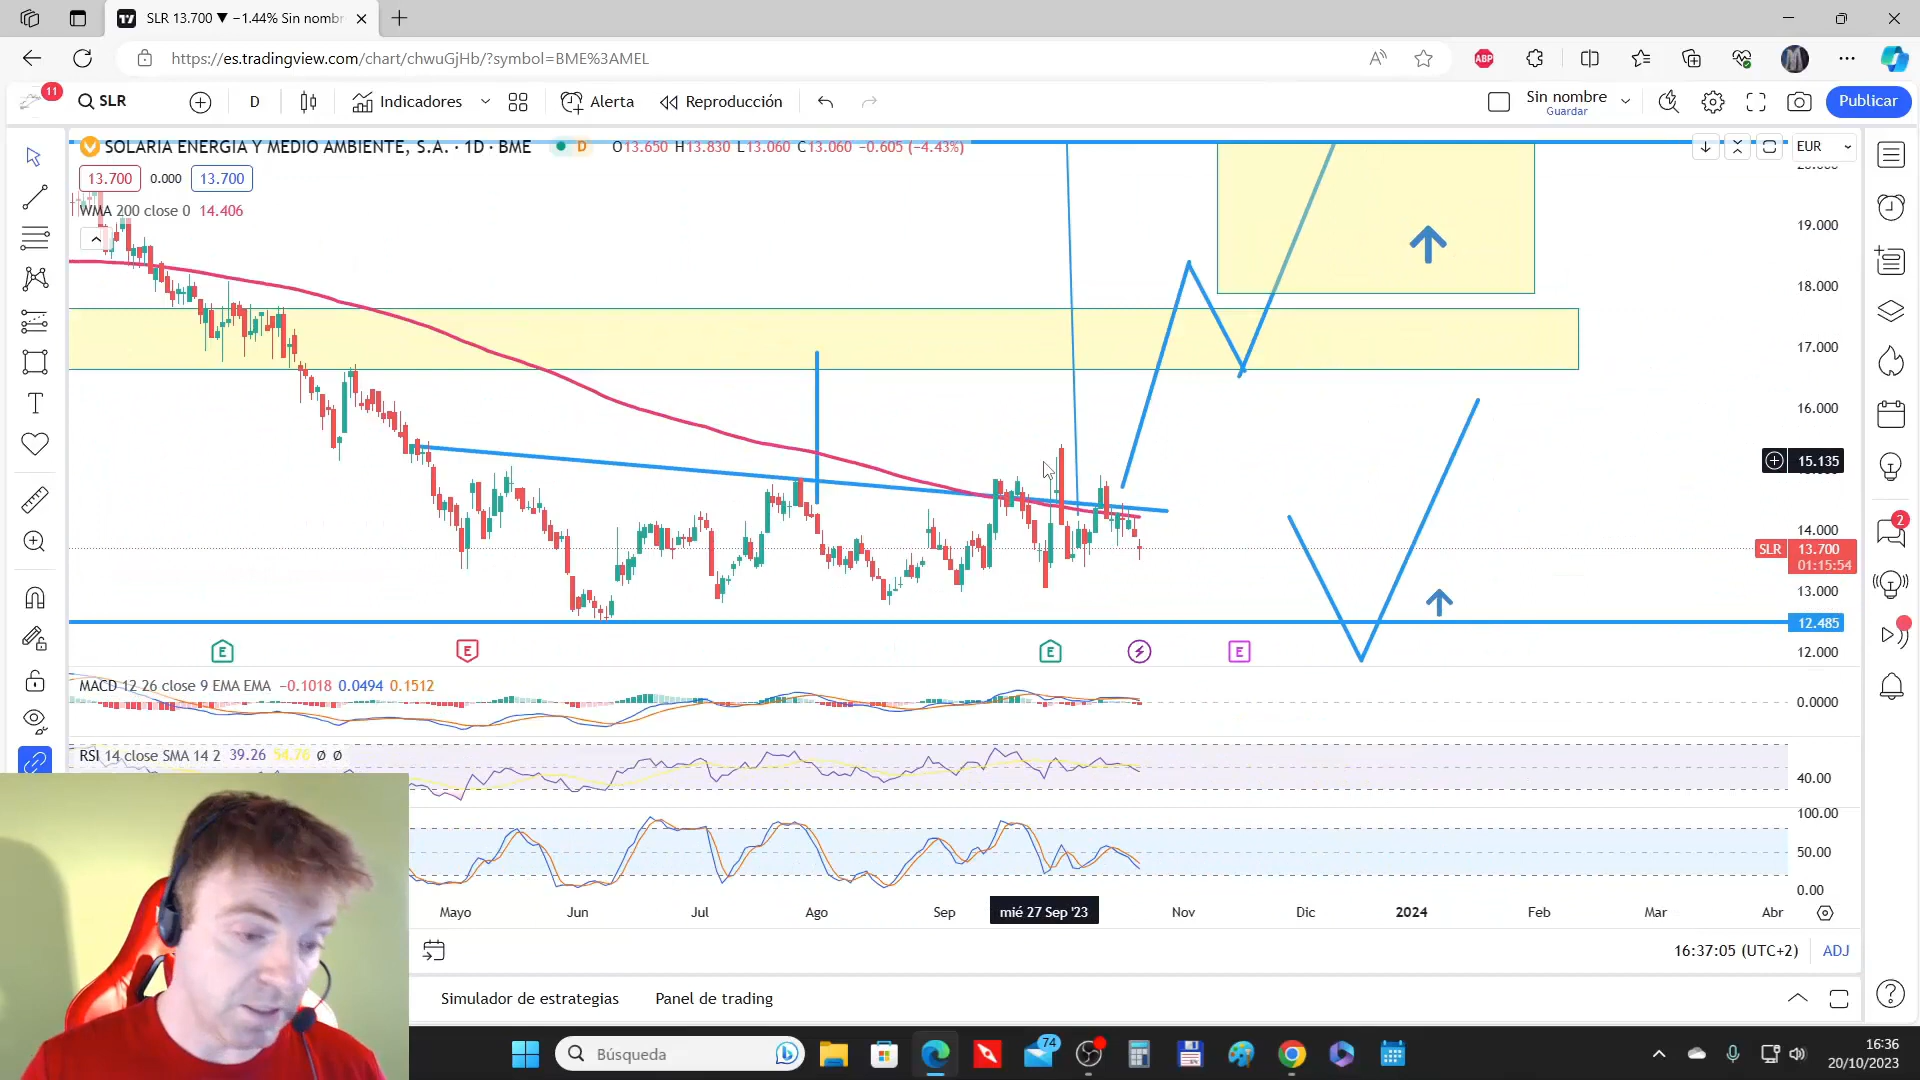 SLR 13.700 ▼ −1.44% Sin nombr
https://es.tradingview.com/chart/chwuGjHb/?symbol=BME%3AMEL
ABP
11
SLR
D
Indicadores
Alerta
Reproducción
Sin nombre
Guardar
Publicar
SOLARIA ENERGIA Y MEDIO AMBIENTE, S.A. · 1D · BME
D
O13.650 H13.830 L13.060 C13.060 −0.605 (−4.43%)
EUR
13.700 0.000 13.700
WMA 200 close 0 14.406
19.000
18.000
17.000
16.000
15.135
14.000
SLR 13.700
01:15:54
13.000
12.485
12.000
E E E E
MACD 12 26 close 9 EMA EMA −0.1018 0.0494 0.1512
0.0000
RSI 14 close SMA 14 2 39.26 54.76 Ø Ø
40.00
100.00
50.00
0.00
Mayo Jun Jul Ago Sep mié 27 Sep '23 Nov Dic 2024 Feb Mar Abr
16:37:05 (UTC+2) ADJ
Simulador de estrategias Panel de trading
2
Búsqueda
74
16:36
20/10/2023